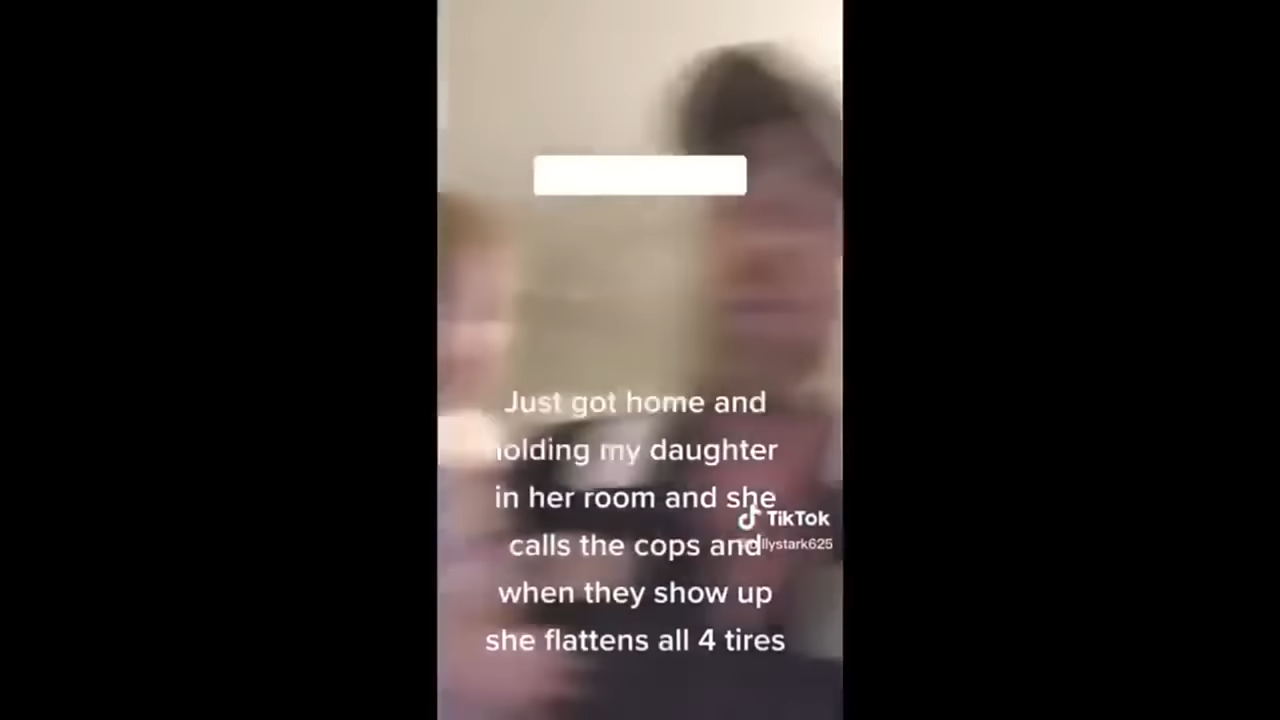 Just got home and
holding my daughter
in her room and she
calls the cops and
when they show up
she flattens all 4 tires
TikTok